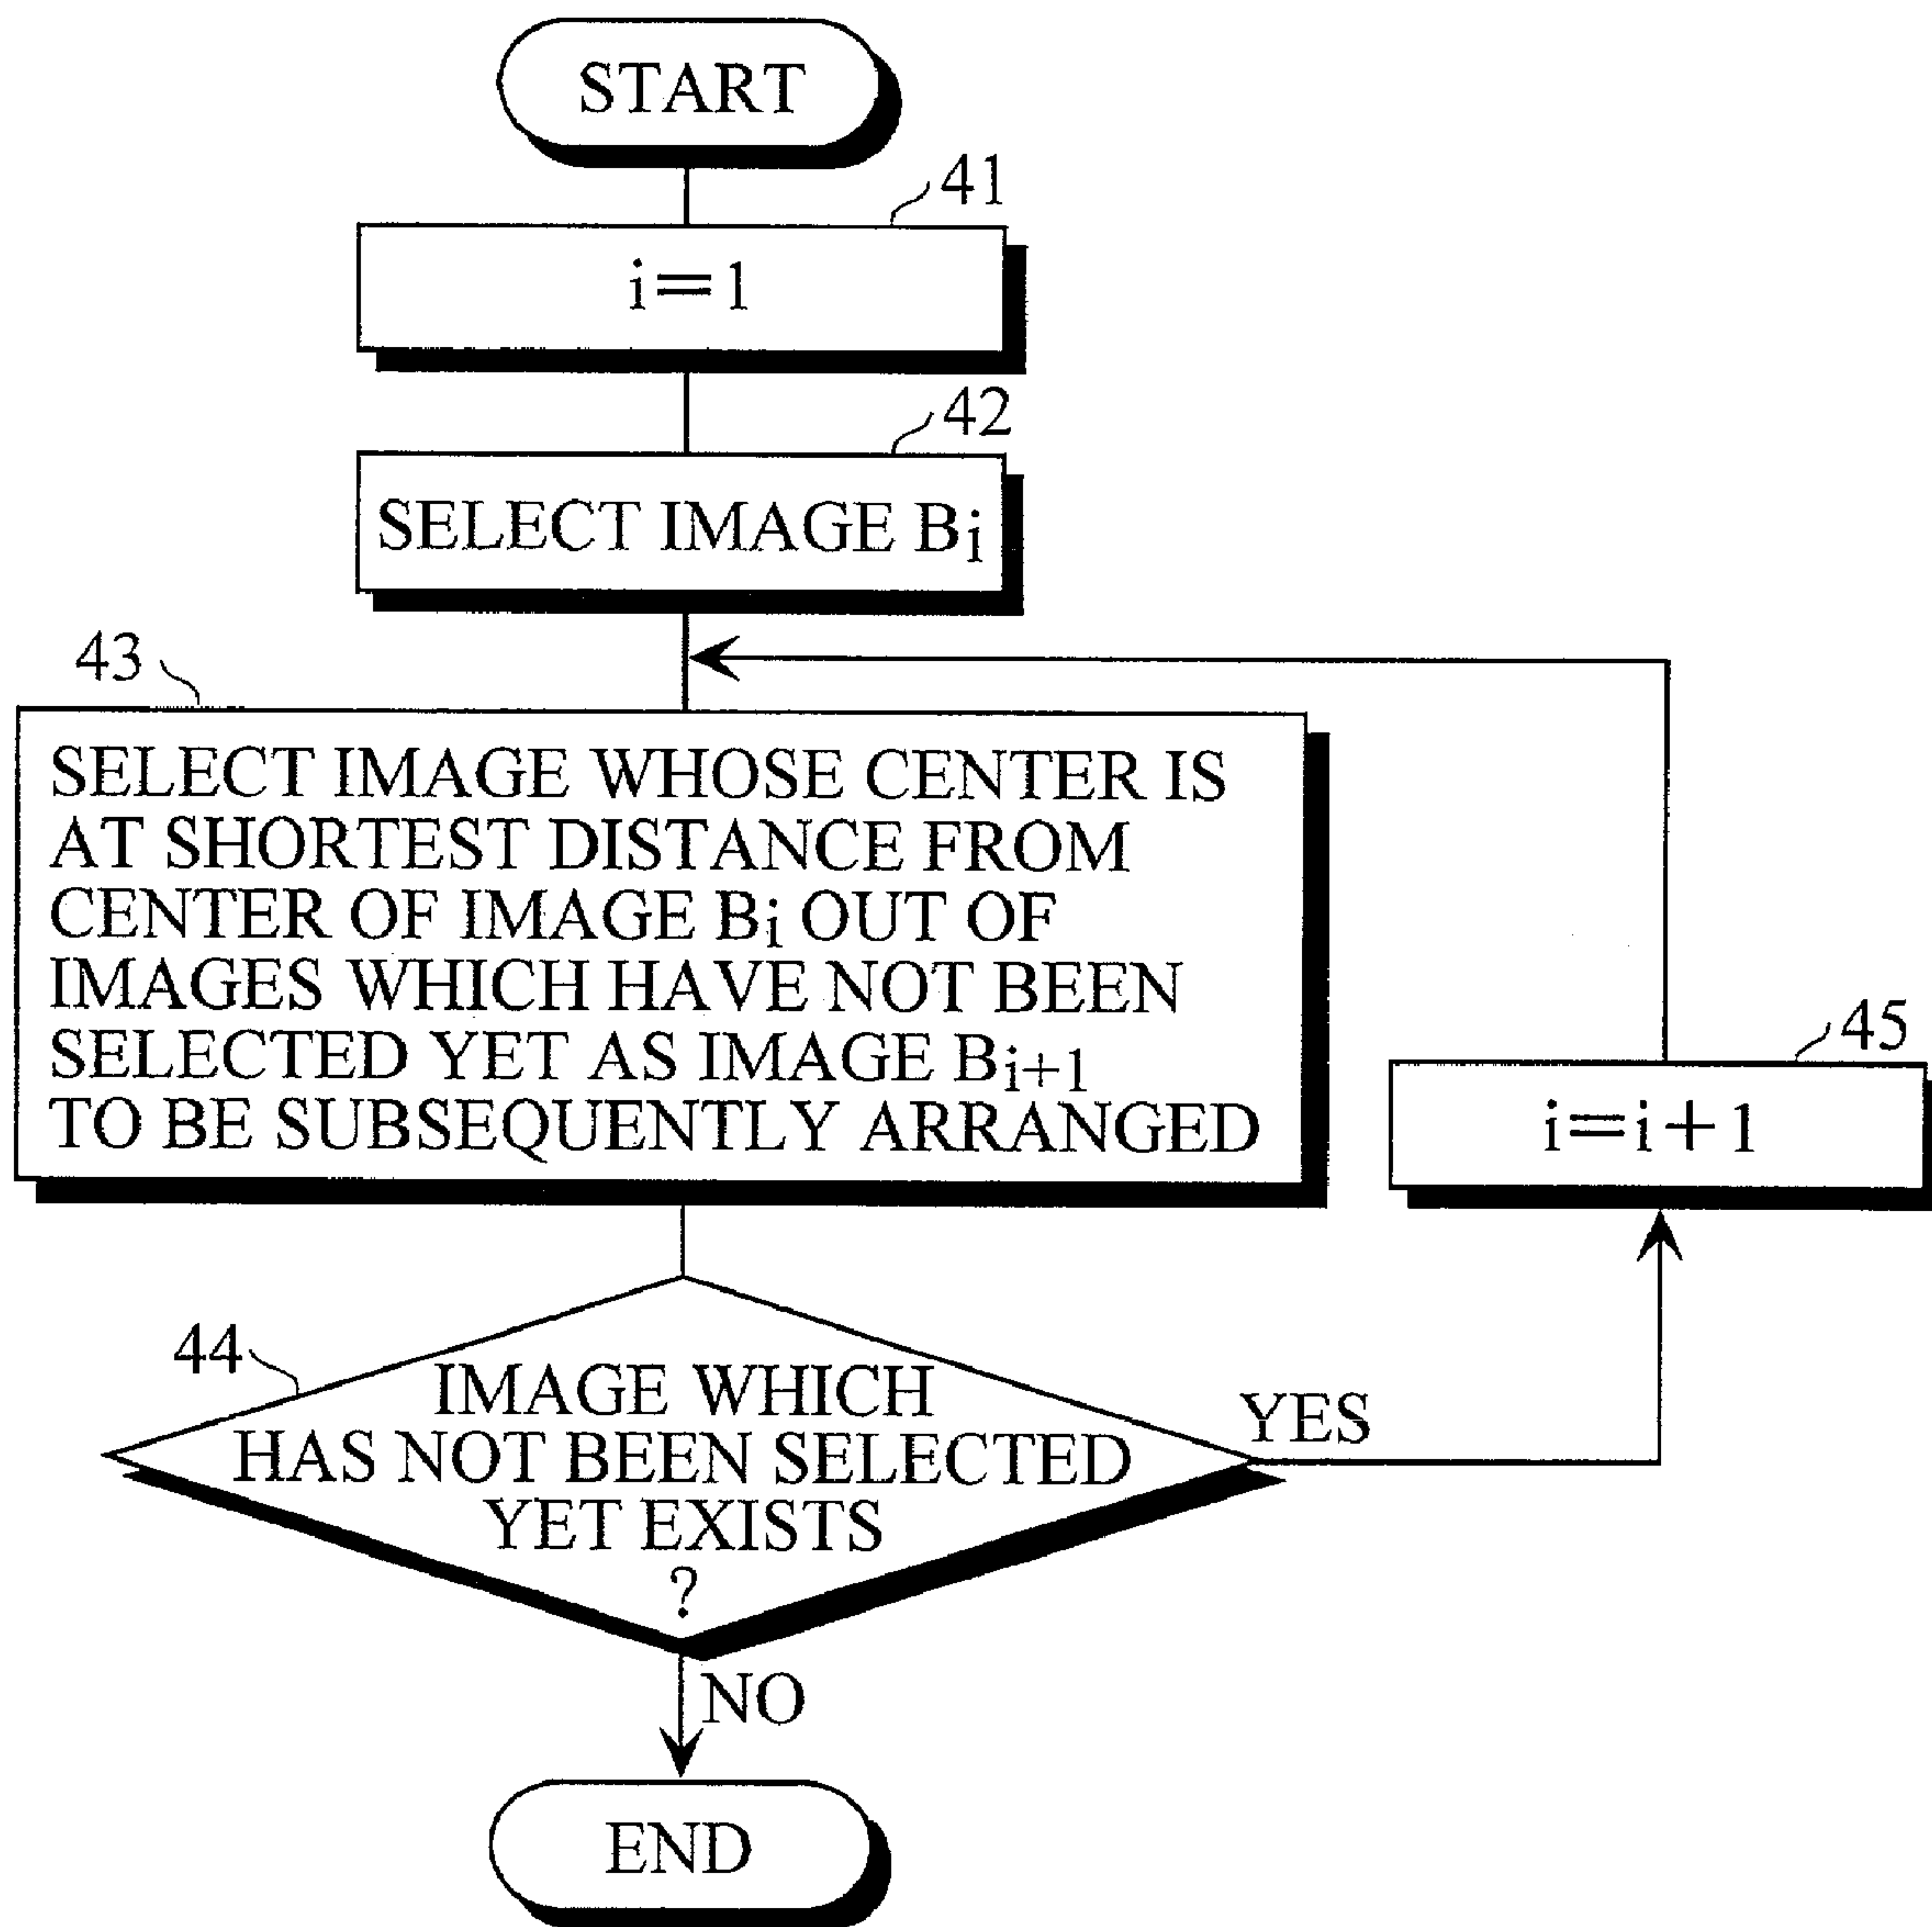 START
41
i=1
42
SELECT IMAGE Bi
43
SELECT IMAGE WHOSE CENTER IS
AT SHORTEST DISTANCE FROM
CENTER OF IMAGE Bi OUT OF
IMAGES WHICH HAVE NOT BEEN
SELECTED YET AS IMAGE Bi+1
TO BE SUBSEQUENTLY ARRANGED
45
i=i+1
44
IMAGE WHICH
HAS NOT BEEN SELECTED
YET EXISTS
?
YES
NO
END